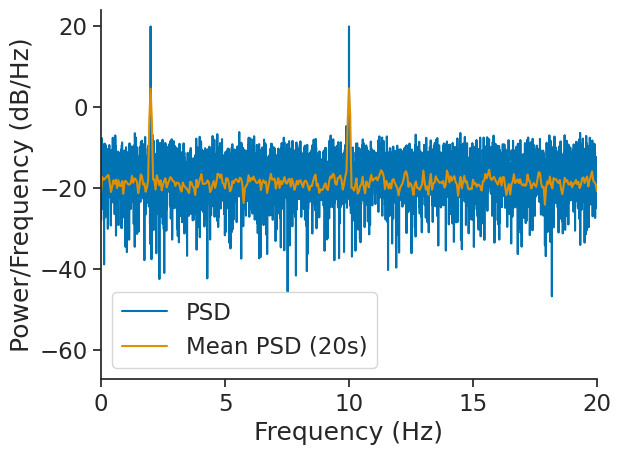 20
0
−20
−40
−60
Power/Frequency (dB/Hz)
PSD
Mean PSD (20s)
0 5 10 15 20
Frequency (Hz)